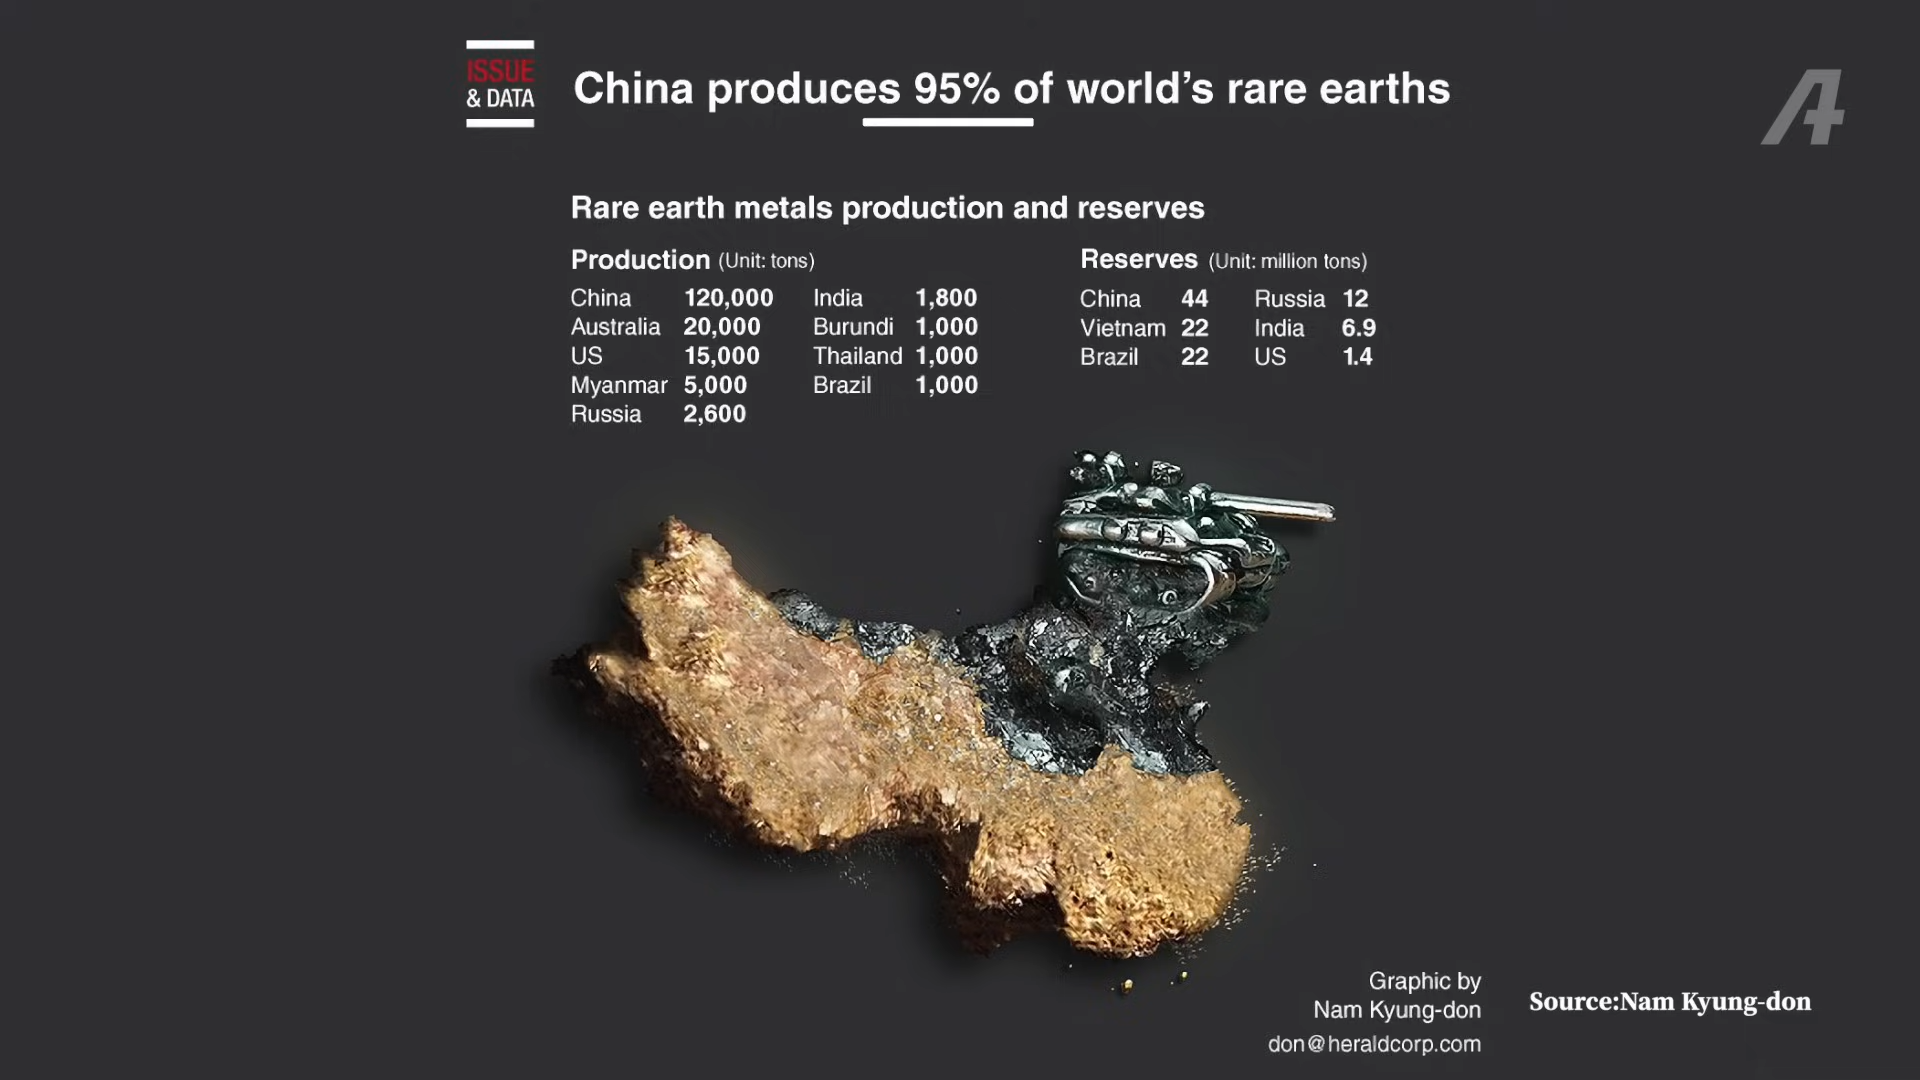 ISSUE
& DATA
China produces 95% of world's rare earths
Rare earth metals production and reserves
Production (Unit: tons)
China 120,000
Australia 20,000
US 15,000
Myanmar 5,000
Russia 2,600
India 1,800
Burundi 1,000
Thailand 1,000
Brazil 1,000
Reserves (Unit: million tons)
China 44
Vietnam 22
Brazil 22
Russia 12
India 6.9
US 1.4
Graphic by
Nam Kyung-don
don@heraldcorp.com
Source:Nam Kyung-don